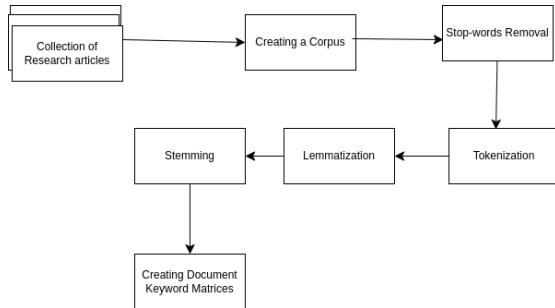 Collection of
Research articles
Creating a Corpus
Stop-words Removal
Tokenization
Lemmatization
Stemming
Creating Document
Keyword Matrices